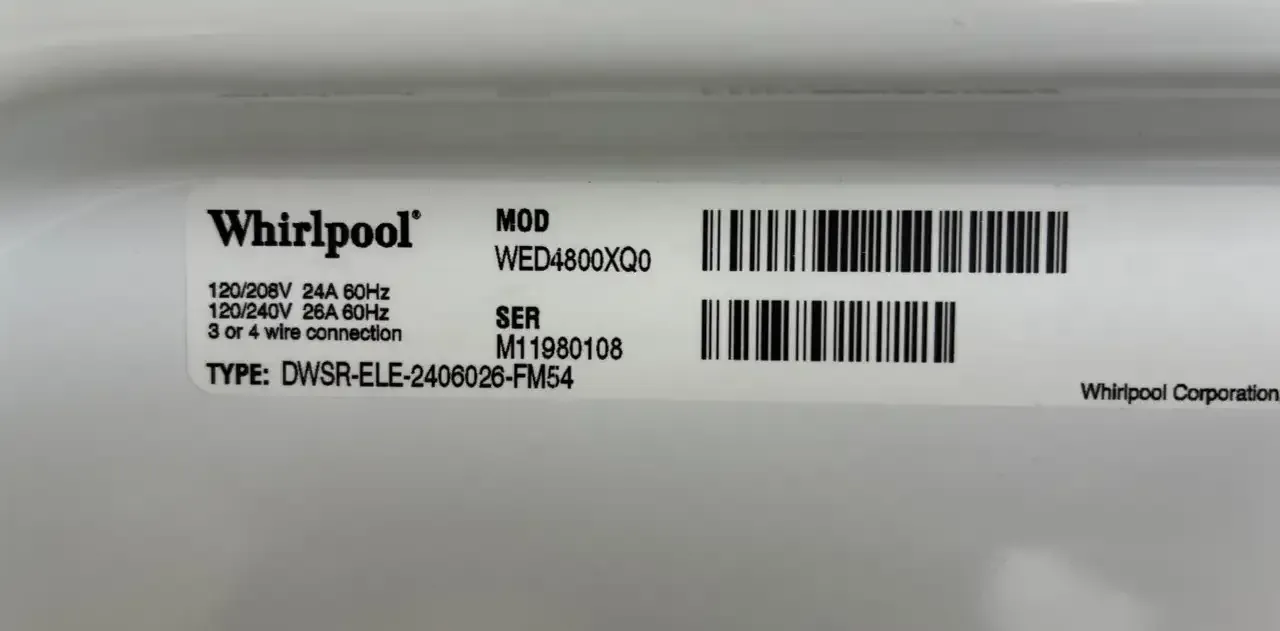 Whirlpool®
120/208V 24A 60Hz
120/240V 26A 60Hz
3 or 4 wire connection
TYPE: DWSR-ELE-2406026-FM54
MOD
WED4800XQ0
SER
M11980108
Whirlpool Corporation